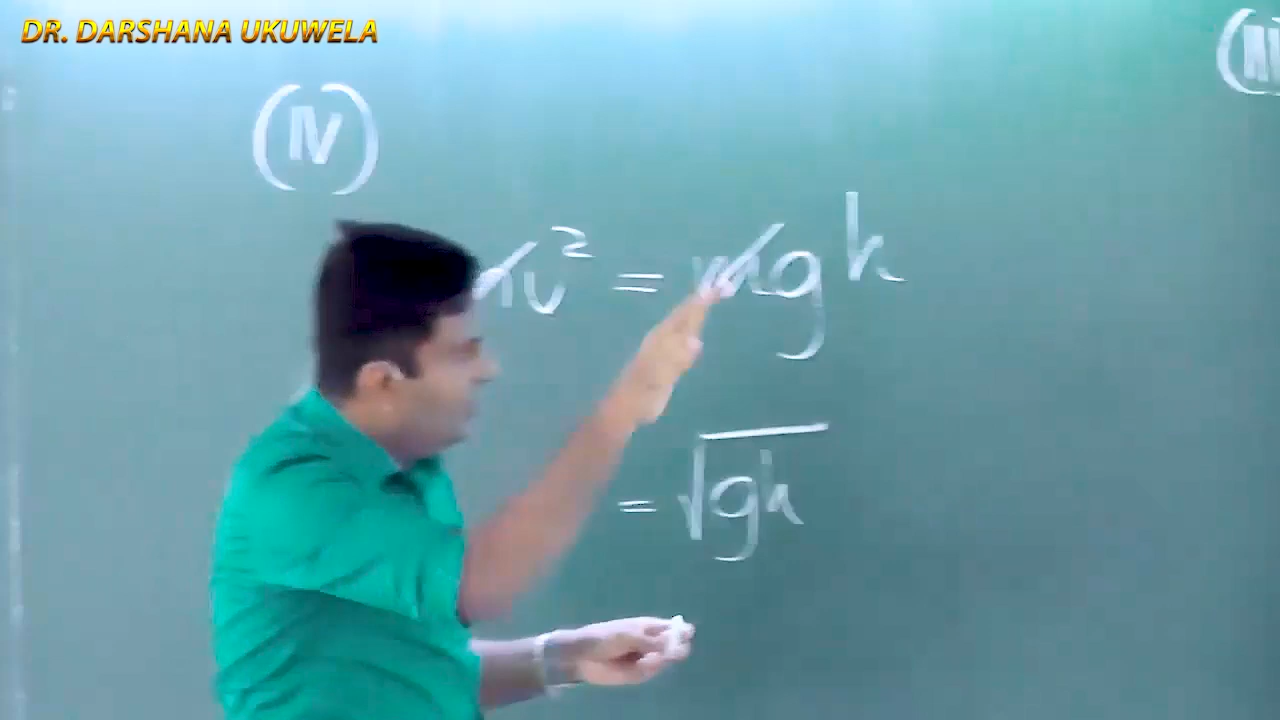 DR. DARSHANA UKUWELA
(IV)
mv² = mgh
= √gh